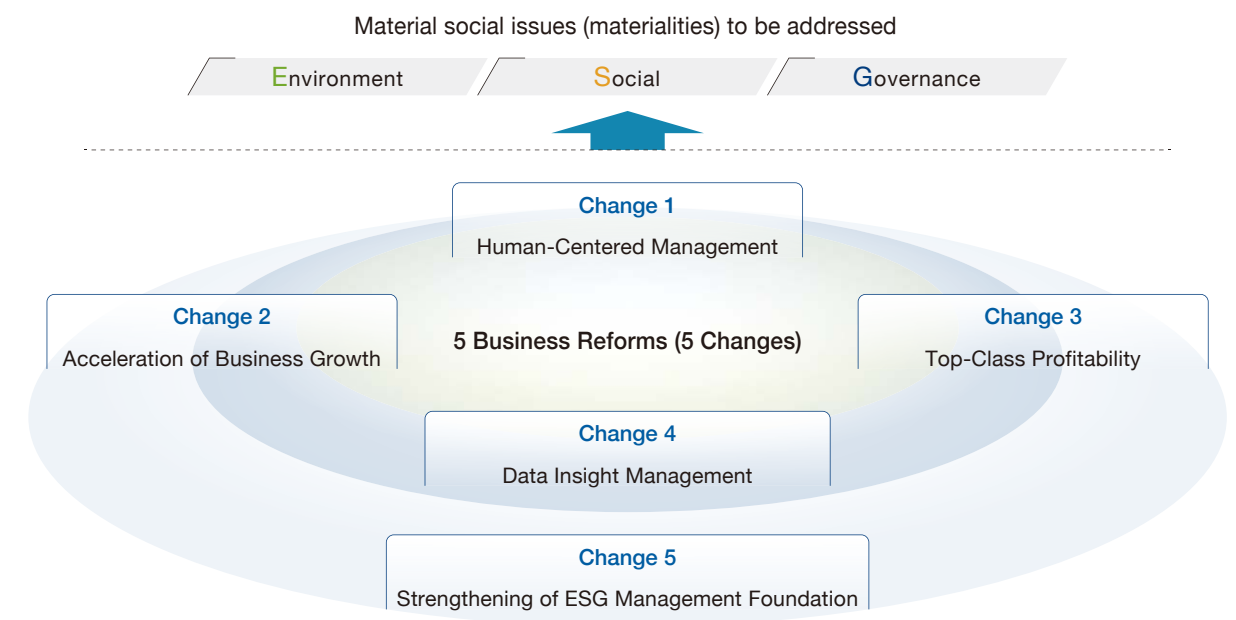 Material social issues (materialities) to be addressed
Environment
Social
Governance
Change 1
Human-Centered Management
Change 2
Acceleration of Business Growth
5 Business Reforms (5 Changes)
Change 3
Top-Class Profitability
Change 4
Data Insight Management
Change 5
Strengthening of ESG Management Foundation